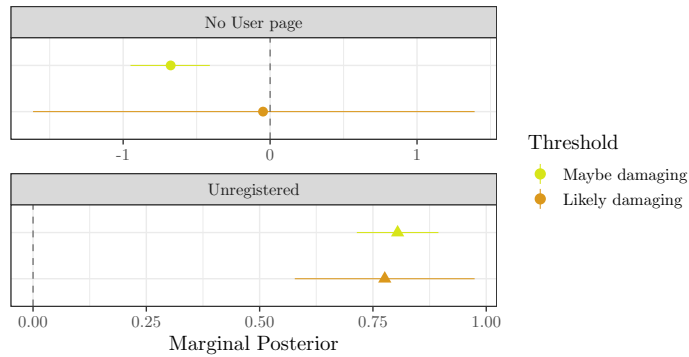 No User page
-1 0 1
Unregistered
0.00 0.25 0.50 0.75 1.00
Marginal Posterior
Threshold
Maybe damaging
Likely damaging